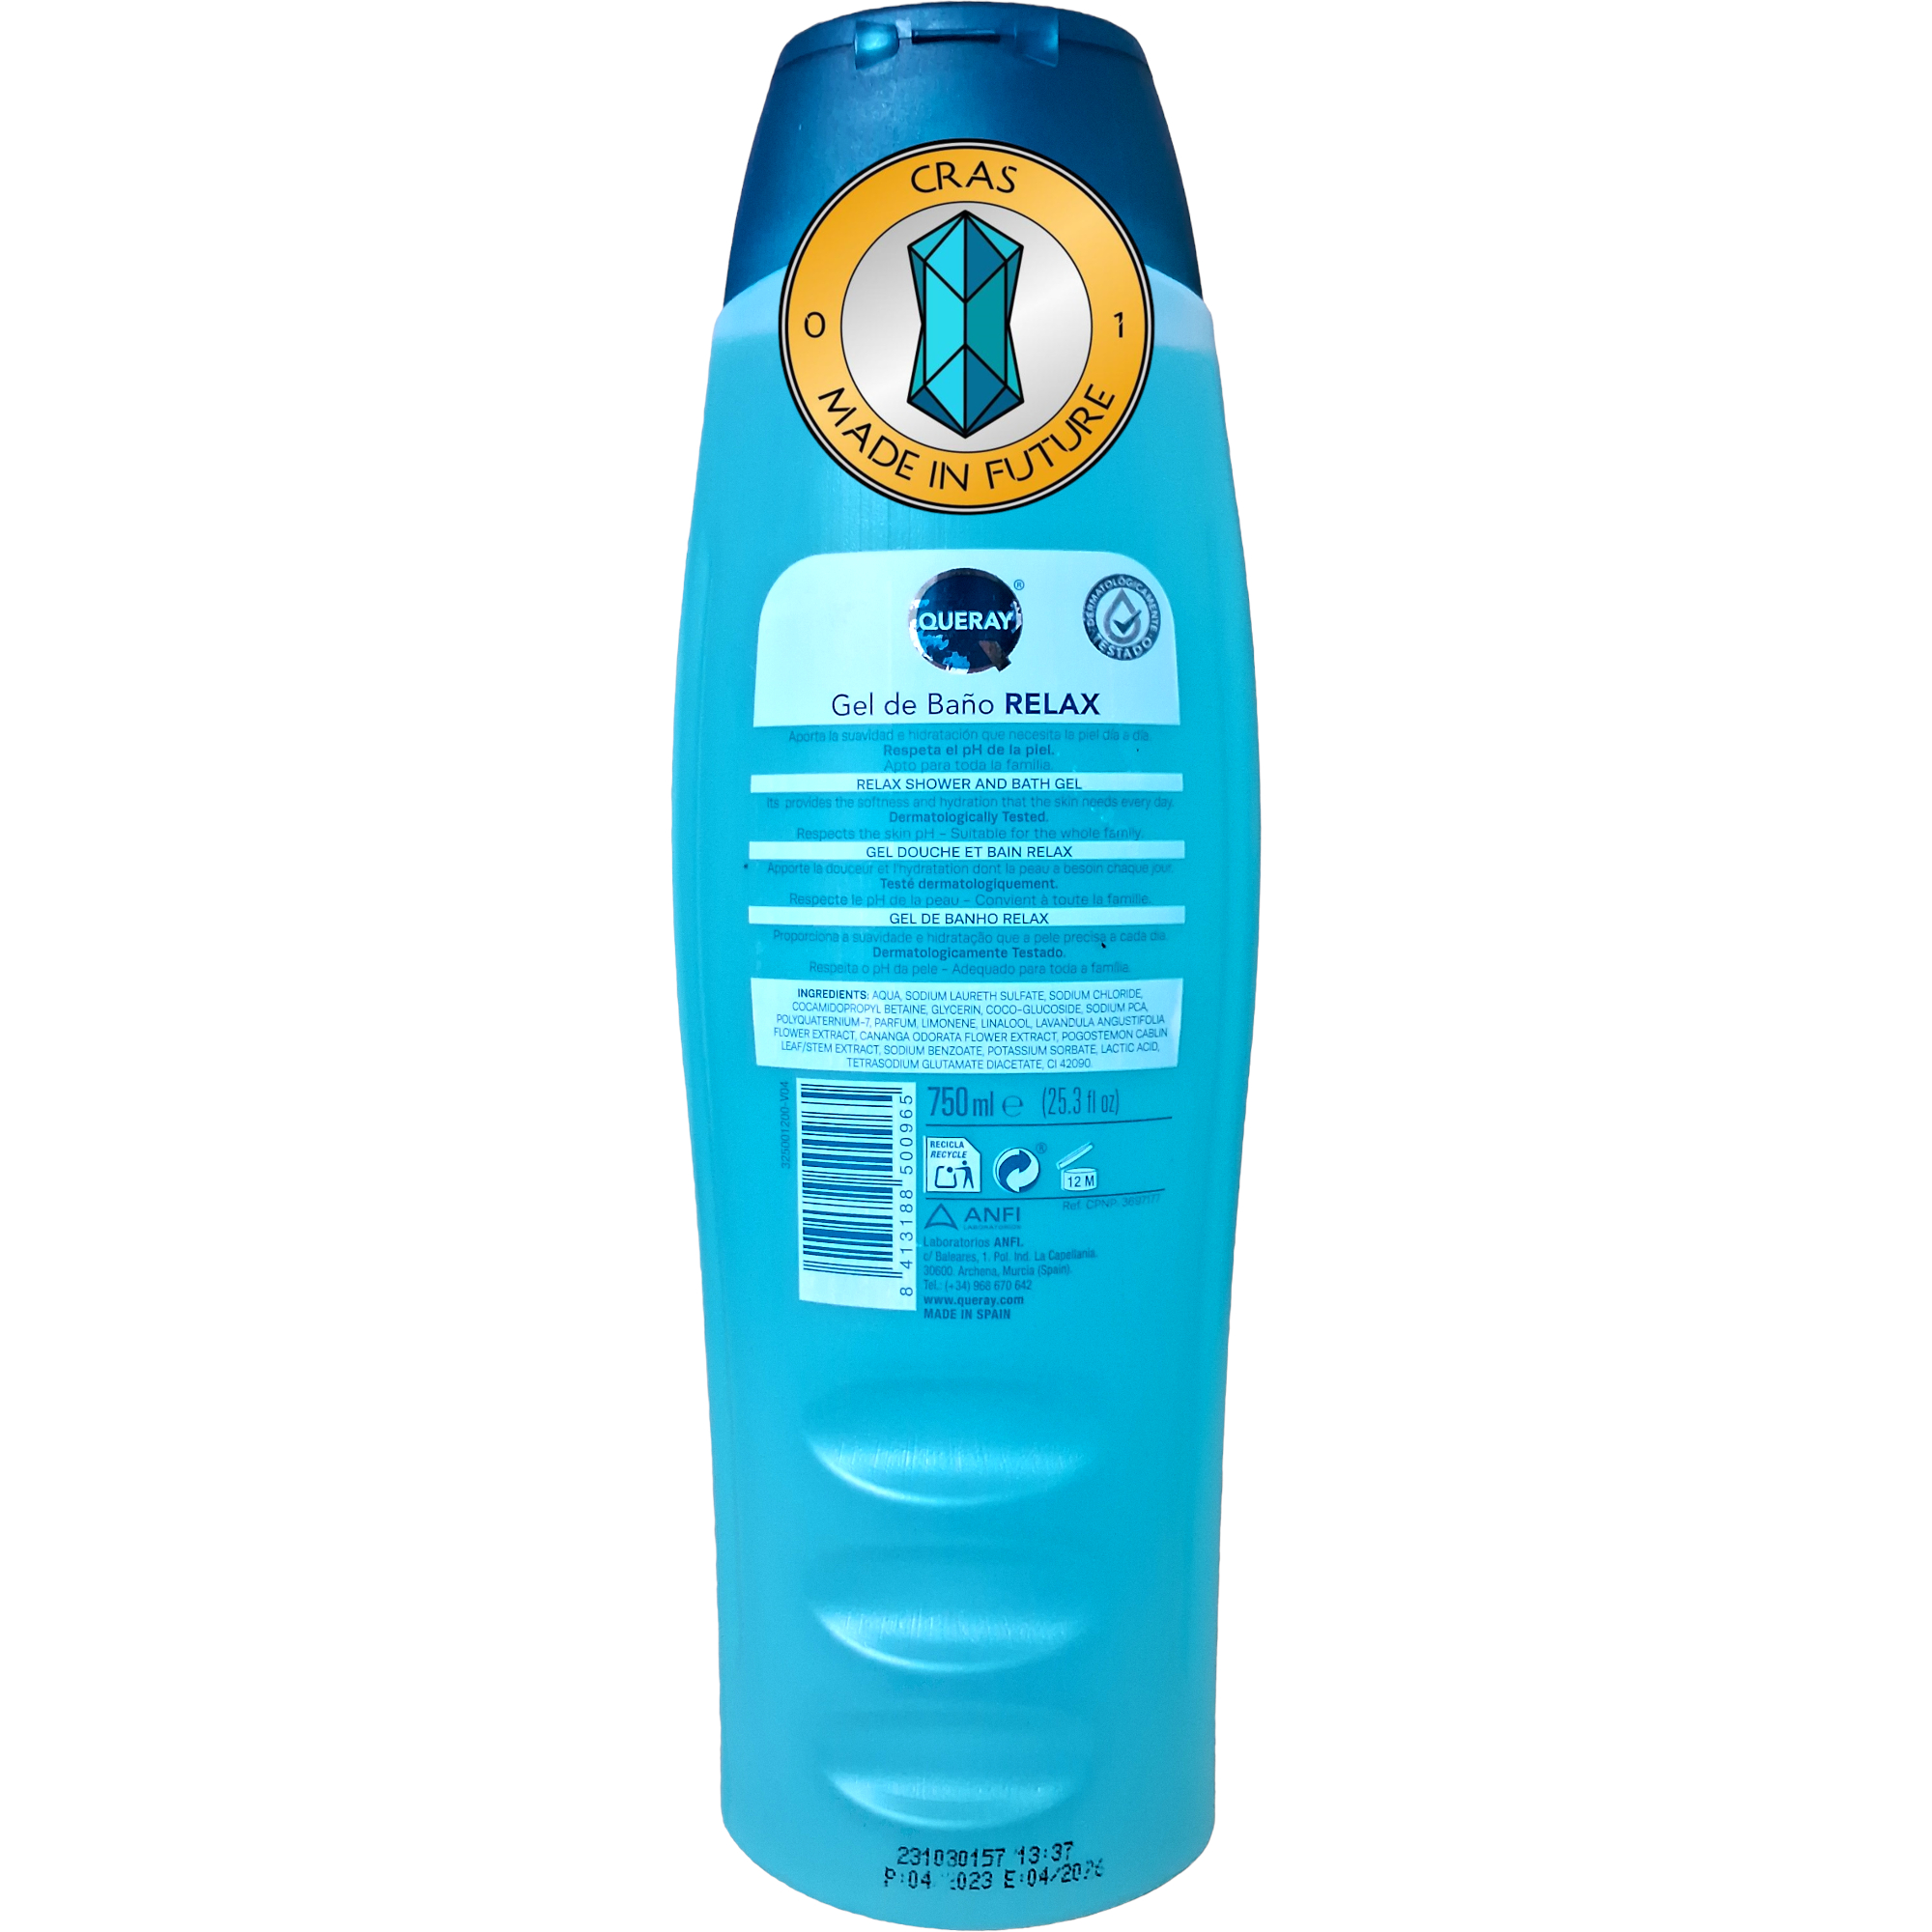 CRAS
0 1
MADE IN FUTURE
QUERAY®
DERMATOLÓGICAMENTE
TESTADO
Gel de Baño RELAX
Aporta la suavidad e hidratación que necesita la piel día a día.
Respeta el pH de la piel.
Apto para toda la familia.
RELAX SHOWER AND BATH GEL
Its provides the softness and hydration that the skin needs every day.
Dermatologically Tested.
Respects the skin pH – Suitable for the whole family.
GEL DOUCHE ET BAIN RELAX
Apporte la douceur et l'hydratation dont la peau a besoin chaque jour.
Testé dermatologiquement.
Respecte le pH de la peau – Convient à toute la famille.
GEL DE BANHO RELAX
Proporciona a suavidade e hidratação que a pele precisa a cada dia.
Dermatologicamente Testado.
Respeita o pH da pele – Adequado para toda a família.
INGREDIENTS: AQUA, SODIUM LAURETH SULFATE, SODIUM CHLORIDE,
COCAMIDOPROPYL BETAINE, GLYCERIN, COCO-GLUCOSIDE, SODIUM PCA,
POLYQUATERNIUM-7, PARFUM, LIMONENE, LINALOOL, LAVANDULA ANGUSTIFOLIA
FLOWER EXTRACT, CANANGA ODORATA FLOWER EXTRACT, POGOSTEMON CABLIN
LEAF/STEM EXTRACT, SODIUM BENZOATE, POTASSIUM SORBATE, LACTIC ACID,
TETRASODIUM GLUTAMATE DIACETATE, CI 42090.
325001200-V04
8 413188 500965
750 ml e (25.3 fl oz)
RECICLA
RECYCLE
®
12 M
Ref. CPNP: 3697177
ANFI
LABORATORIOS
Laboratorios ANFI.
c/ Baleares, 1. Pol. Ind. La Capellanía.
30600. Archena, Murcia (Spain).
Tel.: (+34) 968 670 642
www.queray.com
MADE IN SPAIN
231030157 13:37
P:04 2023 E:04/2026